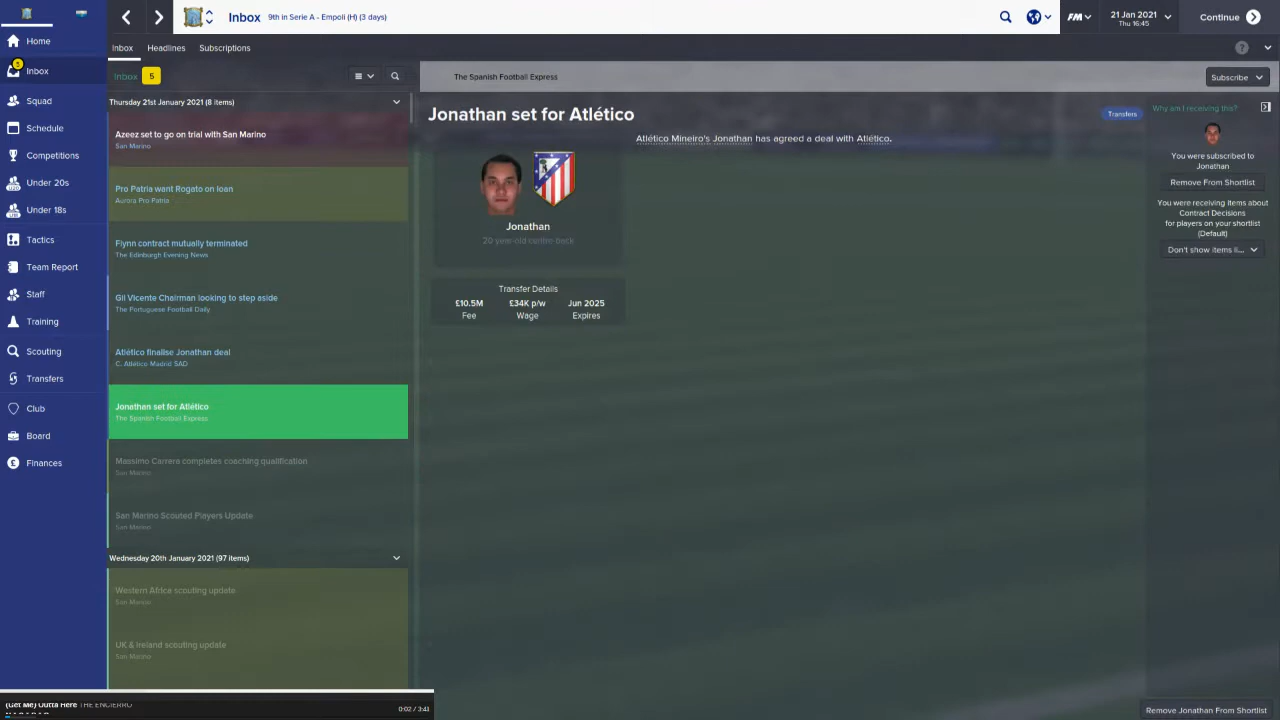 Inbox
9th in Serie A - Empoli (H) (3 days)
FM
21 Jan 2021
Thu 16:45
Continue
Home
5
Inbox
Squad
Schedule
Competitions
Under 20s
Under 18s
Tactics
Team Report
Staff
Training
Scouting
Transfers
Club
Board
Finances
Inbox Headlines Subscriptions
Inbox 5
Thursday 21st January 2021 (8 items)
Azeez set to go on trial with San Marino
San Marino
Pro Patria want Rogato on loan
Aurora Pro Patria
Flynn contract mutually terminated
The Edinburgh Evening News
Gil Vicente Chairman looking to step aside
The Portuguese Football Daily
Atlético finalise Jonathan deal
C. Atlético Madrid SAD
Jonathan set for Atlético
The Spanish Football Express
Massimo Carrera completes coaching qualification
San Marino
San Marino Scouted Players Update
San Marino
Wednesday 20th January 2021 (97 items)
Western Africa scouting update
San Marino
UK & Ireland scouting update
San Marino
The Spanish Football Express
Subscribe
Jonathan set for Atlético
Transfers
Atlético Mineiro's Jonathan has agreed a deal with Atlético.
Jonathan
20 year-old centre back
Transfer Details
£10.5M £34K p/w Jun 2025
Fee Wage Expires
Why am I receiving this?
You were subscribed to
Jonathan
Remove From Shortlist
You were receiving items about
Contract Decisions
for players on your shortlist
(Default)
Don't show items li...
Remove Jonathan From Shortlist
(Get Me) Outta Here THE ENCIERRO
0:02 / 3:43